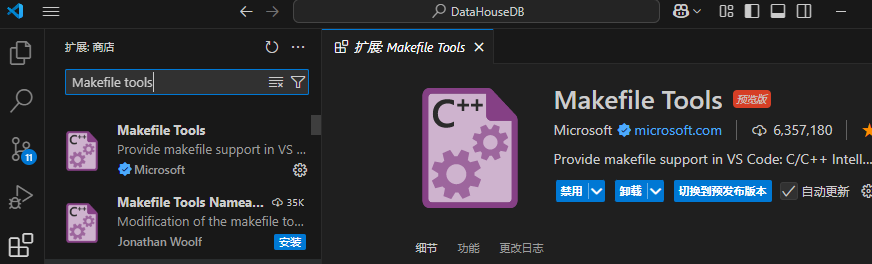 DataHouseDB
扩展: 商店
扩展: Makefile Tools
Makefile tools
Makefile Tools
Provide makefile support in VS ...
Microsoft
Makefile Tools Namea... 35K
Modification of the makefile to...
Jonathan Woolf 安装
11
C++
Makefile Tools 预览版
Microsoft microsoft.com 6,357,180
Provide makefile support in VS Code: C/C++ Intell...
禁用 卸载 切换到预发布版本 自动更新
细节 功能 更改日志